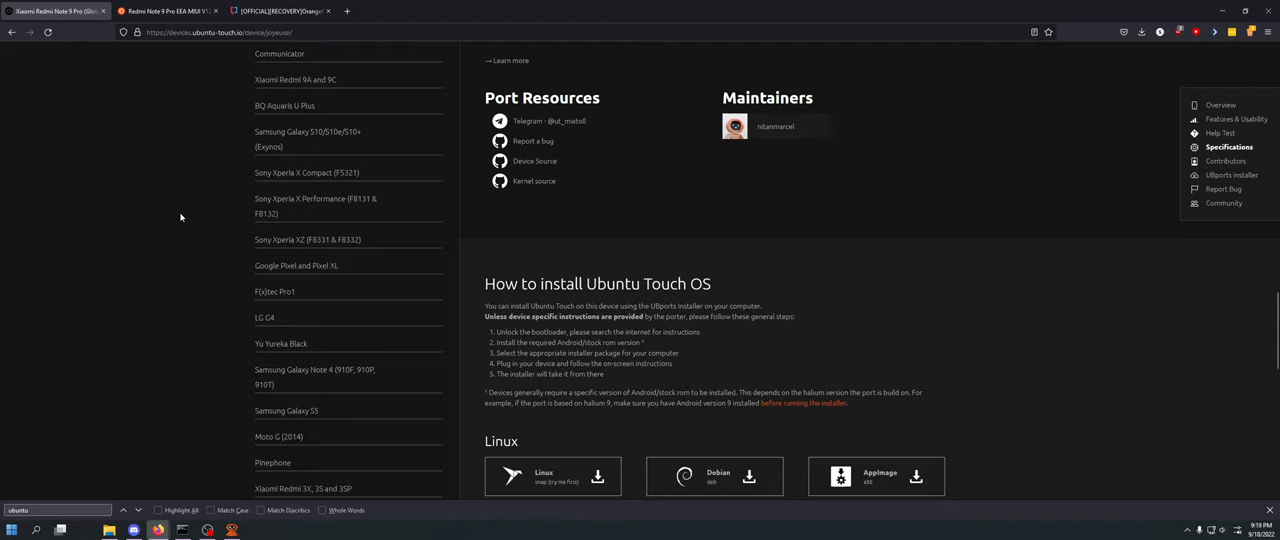 Xiaomi Redmi Note 9 Pro (Glob
Redmi Note 9 Pro EEA MIUI V12
[OFFICIAL][RECOVERY]Orangef
https://devices.ubuntu-touch.io/device/joyeuse/
Communicator
Xiaomi Redmi 9A and 9C
BQ Aquaris U Plus
Samsung Galaxy S10/S10e/S10+
(Exynos)
Sony Xperia X Compact (F5321)
Sony Xperia X Performance (F8131 &
F8132)
Sony Xperia XZ (F8331 & F8332)
Google Pixel and Pixel XL
F(x)tec Pro1
LG G4
Yu Yureka Black
Samsung Galaxy Note 4 (910F, 910P,
910T)
Samsung Galaxy S5
Moto G (2014)
Pinephone
Xiaomi Redmi 3X, 3S and 3SP
→ Learn more
Port Resources
Telegram - @ut_miatoll
Report a bug
Device Source
Kernel source
Maintainers
nitanmarcel
How to install Ubuntu Touch OS
You can install Ubuntu Touch on this device using the UBports Installer on your computer.
Unless device specific instructions are provided by the porter, please follow these general steps:
1. Unlock the bootloader, please search the internet for instructions
2. Install the required Android/stock rom version ¹
3. Select the appropriate installer package for your computer
4. Plug in your device and follow the on-screen instructions
5. The installer will take it from there
¹ Devices generally require a specific version of Android/stock rom to be installed. This depends on the halium version the port is build on. For
example, if the port is based on halium 9, make sure you have Android version 9 installed before running the installer.
Linux
Linux
snap (try me first)
Debian
deb
AppImage
x86
Overview
Features & Usability
Help Test
Specifications
Contributors
UBports installer
Report Bug
Community
ubuntu
Highlight All
Match Case
Match Diacritics
Whole Words
9:19 PM
9/18/2022